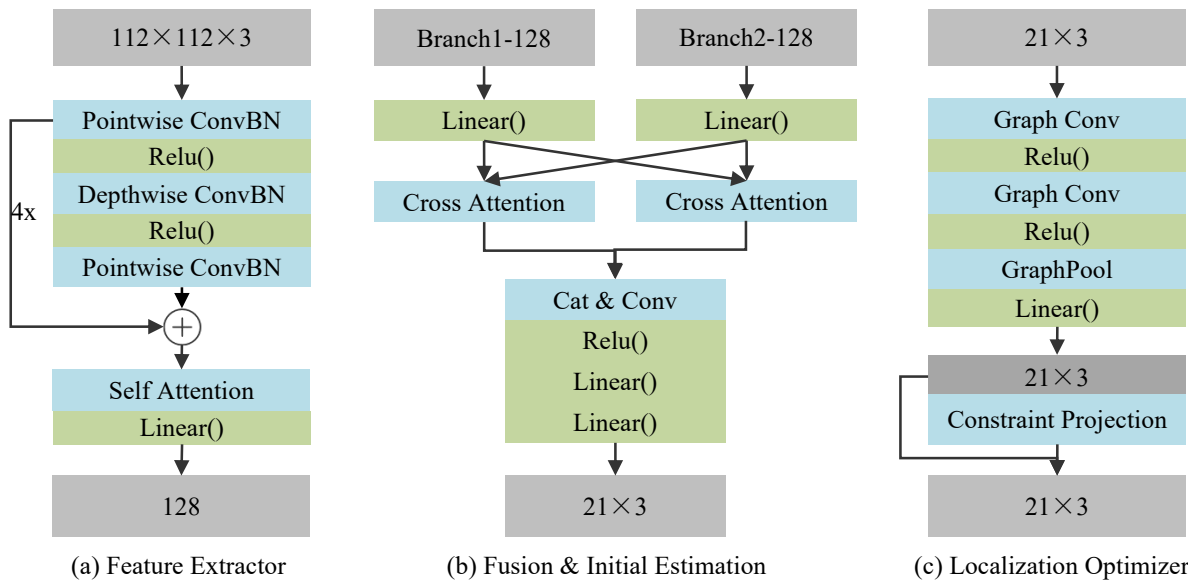 112×112×3
Pointwise ConvBN
Relu()
Depthwise ConvBN
4x
Relu()
Pointwise ConvBN
Self Attention
Linear()
128
(a) Feature Extractor
Branch1-128
Branch2-128
Linear()
Linear()
Cross Attention
Cross Attention
Cat & Conv
Relu()
Linear()
Linear()
21×3
(b) Fusion & Initial Estimation
21×3
Graph Conv
Relu()
Graph Conv
Relu()
GraphPool
Linear()
21×3
Constraint Projection
21×3
(c) Localization Optimizer